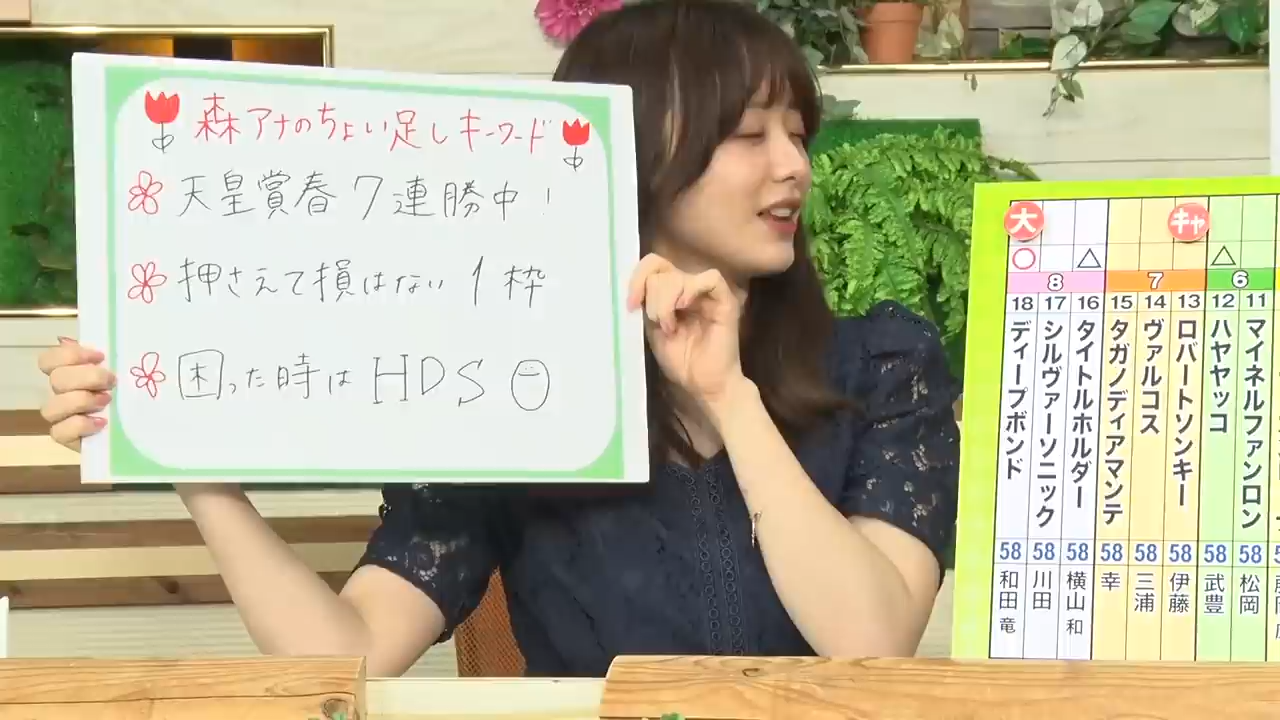 森アナのちょい足しキーワード
天皇賞春 7連勝中!
押さえて損はない 1枠
困った時は HDS
大 キャ
○ △ △
8 7 6
18 17 16 15 14 13 12 11
ディープボンド
シルヴァーソニック
タイトルホルダー
タガノディアマンテ
ヴァルコス
ロバートソンキー
ハヤヤッコ
マイネルファンロン
58 58 58 58 58 58 58 58
和田竜
川田
横山和
幸
三浦
伊藤
武豊
松岡